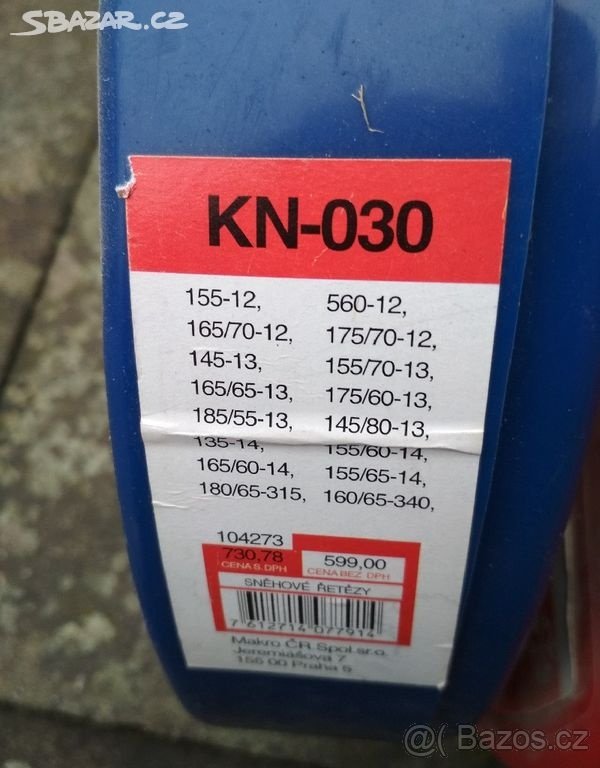 SBAZAR.CZ
KN-030
155-12, 560-12,
165/70-12, 175/70-12,
145-13, 155/70-13,
165/65-13, 175/60-13,
185/55-13, 145/80-13,
135-14, 155/60-14,
165/60-14, 155/65-14,
180/65-315, 160/65-340,
104273
730,78 599,00
CENA S. DPH CENA BEZ DPH
SNĚHOVÉ ŘETĚZY
7 612714 077914
Makro ČR Spol.s r.o.
Jeremiášova 7
155 00 Praha 5
@( Bazos.cz